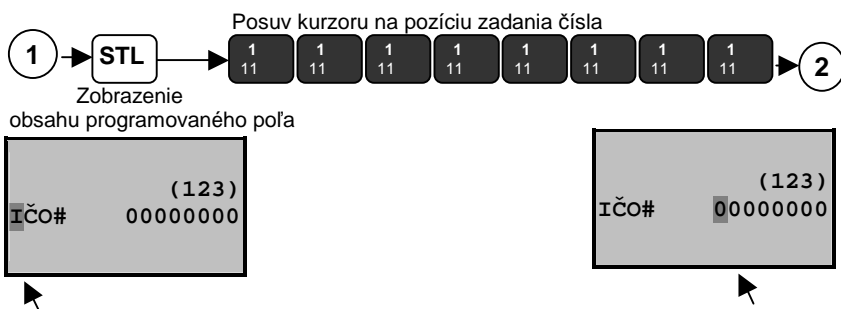 Posuv kurzoru na pozíciu zadania čísla
1 STL 1 1 1 1 1 1 1 1 2
11 11 11 11 11 11 11 11
Zobrazenie
obsahu programovaného poľa
(123)
IČO# 00000000
(123)
IČO# 00000000